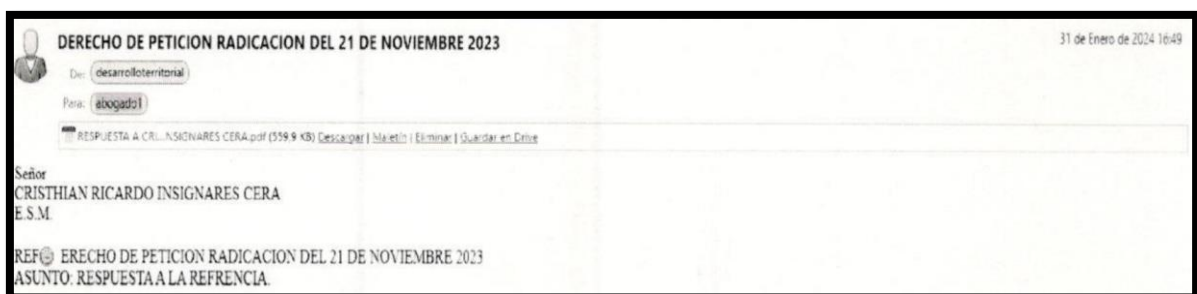 DERECHO DE PETICION RADICACION DEL 21 DE NOVIEMBRE 2023
31 de Enero de 2024 16:49
De: desarrolloterritorial
Para: abogado1
RESPUESTA A CRI...NSIGNARES CERA.pdf (559.9 KB) Descargar | Maletín | Eliminar | Guardar en Drive
Señor
CRISTHIAN RICARDO INSIGNARES CERA
E.S.M.
REF ERECHO DE PETICION RADICACION DEL 21 DE NOVIEMBRE 2023
ASUNTO: RESPUESTA A LA REFRENCIA.